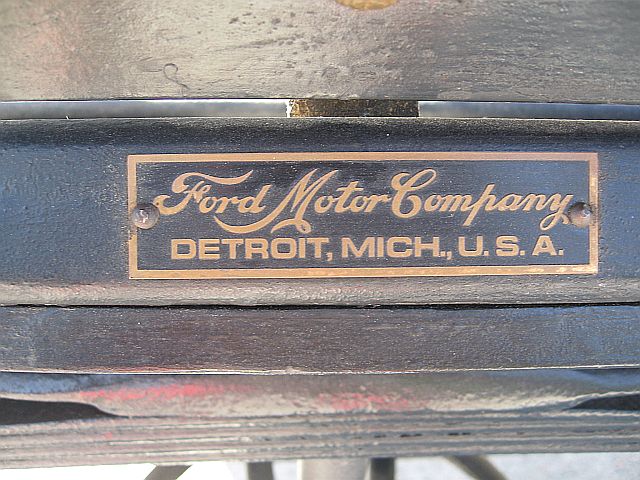 Ford Motor Company
DETROIT, MICH., U.S.A.